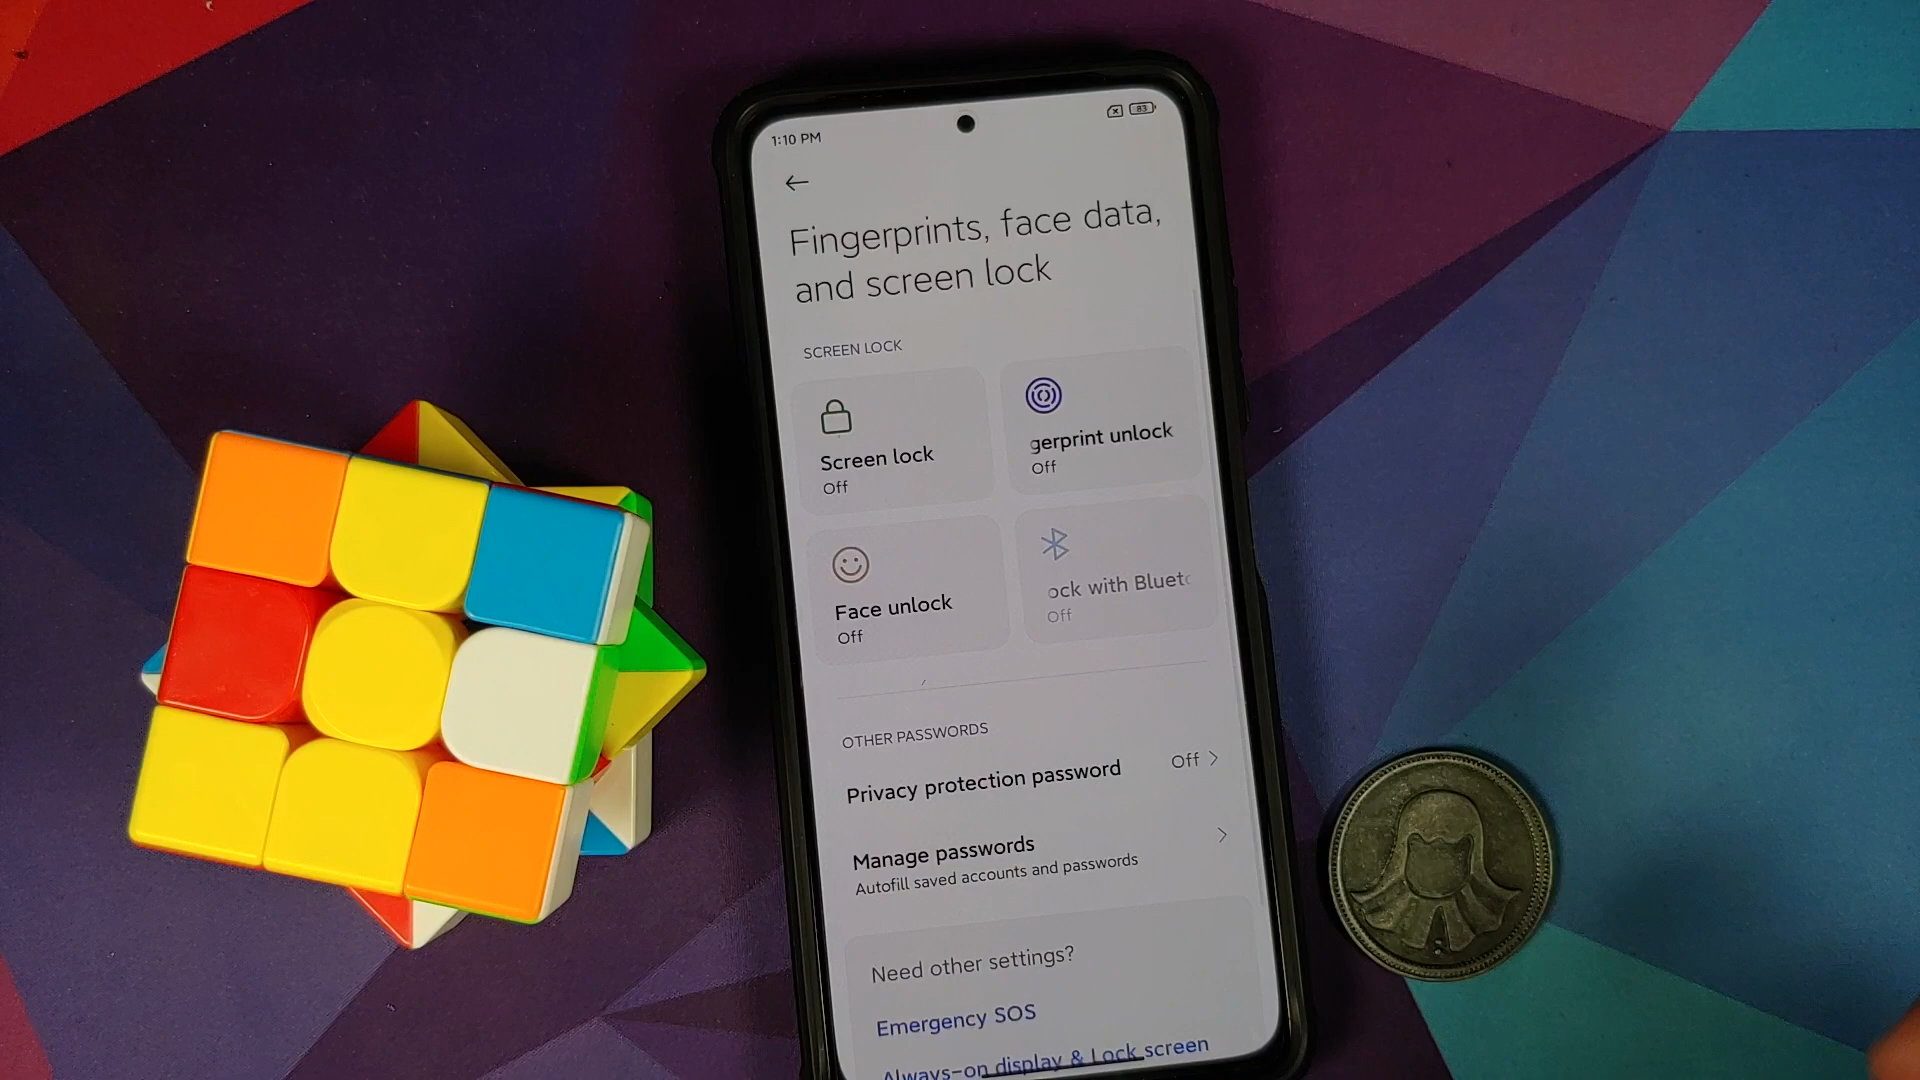 1:10 PM
83
Fingerprints, face data,
and screen lock
SCREEN LOCK
Screen lock
Off
gerprint unlock
Off
Face unlock
Off
ock with Bluet
Off
OTHER PASSWORDS
Privacy protection password
Off
Manage passwords
Autofill saved accounts and passwords
Need other settings?
Emergency SOS
Always-on display & Lock screen